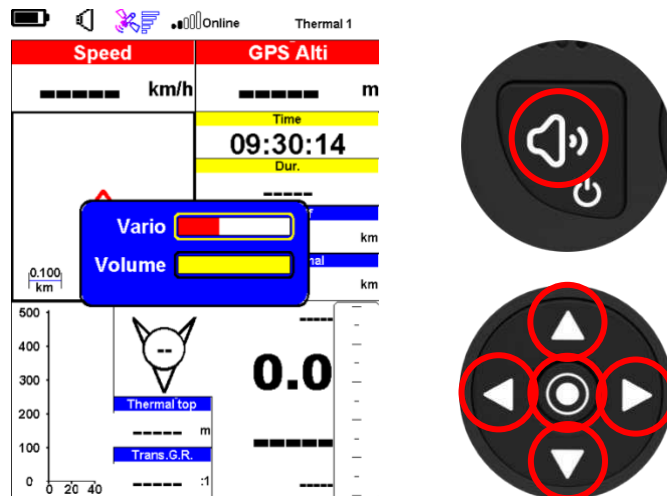 Online Thermal 1
Speed GPS Alti
----- km/h ----- m
Time
09:30:14
Dur.
-----
km
km
Vario
Volume
0.100
km
500
400
300
200
100
0
0 20 40
--
Thermal top
----- m
Trans.G.R.
----- :1
-----
0.0
-----
-----